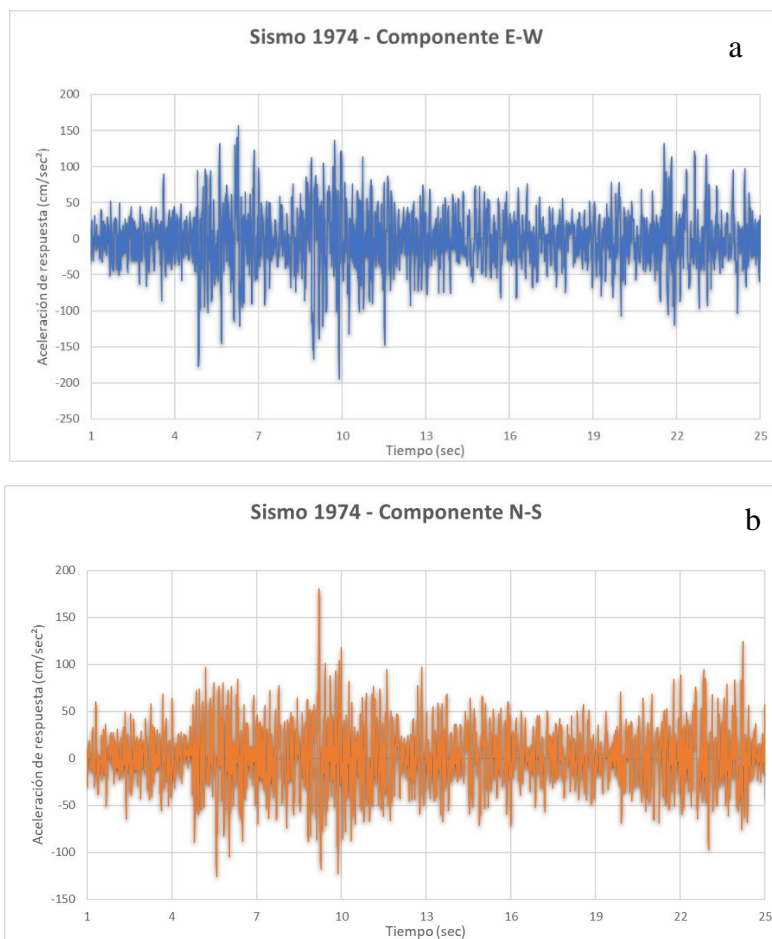 Sismo 1974 - Componente E-W
a
Aceleración de respuesta (cm/sec²)
200
150
100
50
0
-50
-100
-150
-200
-250
1 4 7 10 13 16 19 22 25
Tiempo (sec)
Sismo 1974 - Componente N-S
b
Aceleración de respuesta (cm/sec²)
200
150
100
50
0
-50
-100
-150
1 4 7 10 13 16 19 22 25
Tiempo (sec)